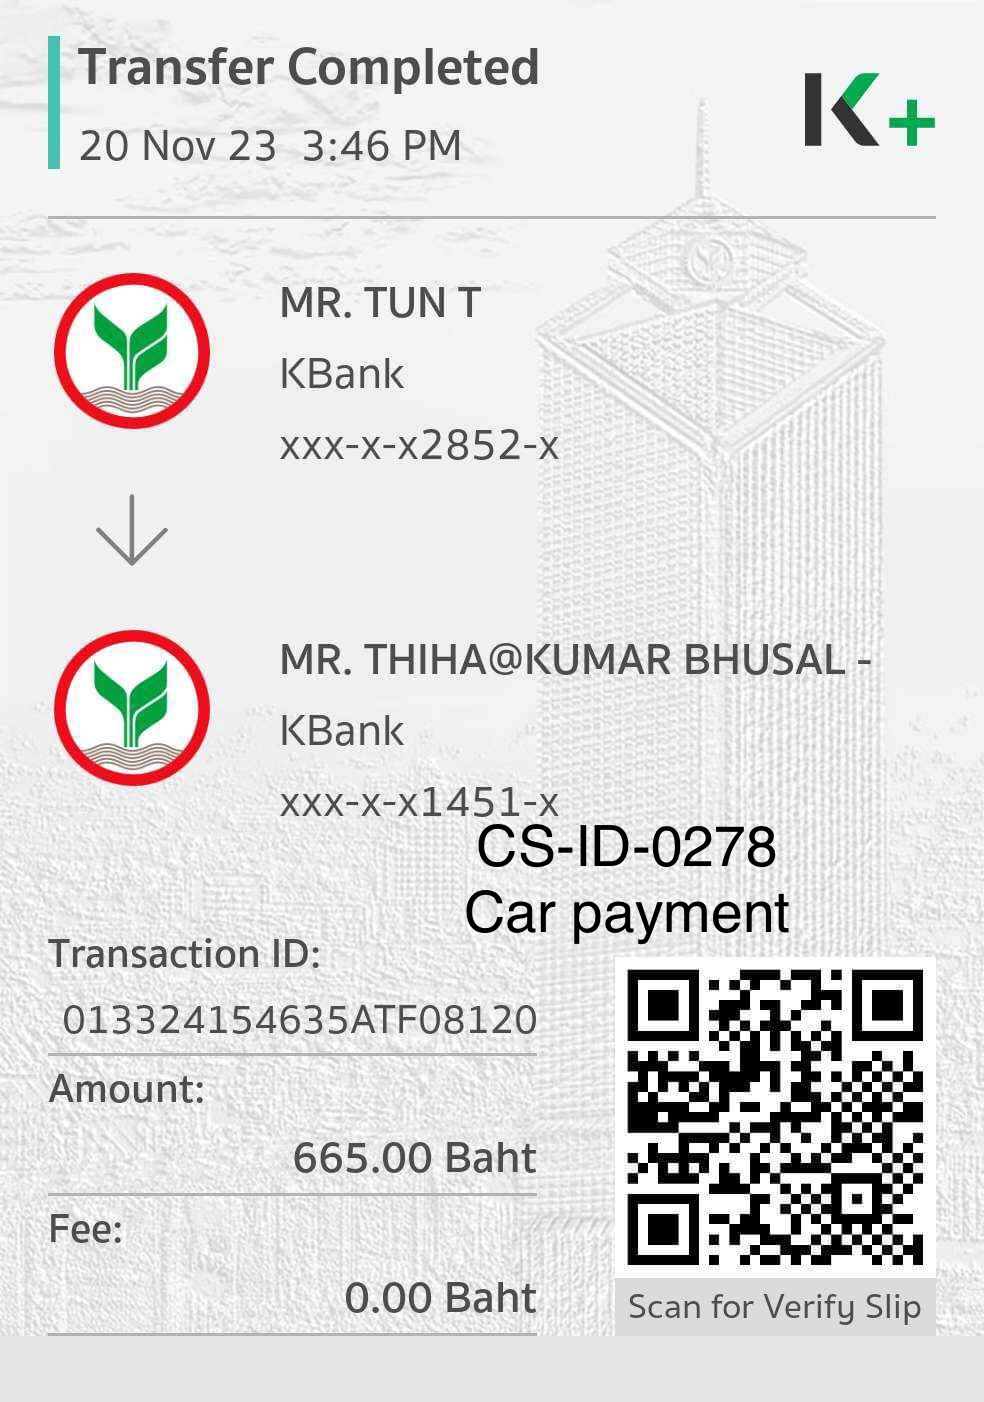 Transfer Completed
20 Nov 23 3:46 PM
K+
MR. TUN T
KBank
xxx-x-x2852-x
MR. THIHA@KUMAR BHUSAL -
KBank
xxx-x-x1451-x
CS-ID-0278
Car payment
Transaction ID:
013324154635ATF08120
Amount:
665.00 Baht
Fee:
0.00 Baht
Scan for Verify Slip